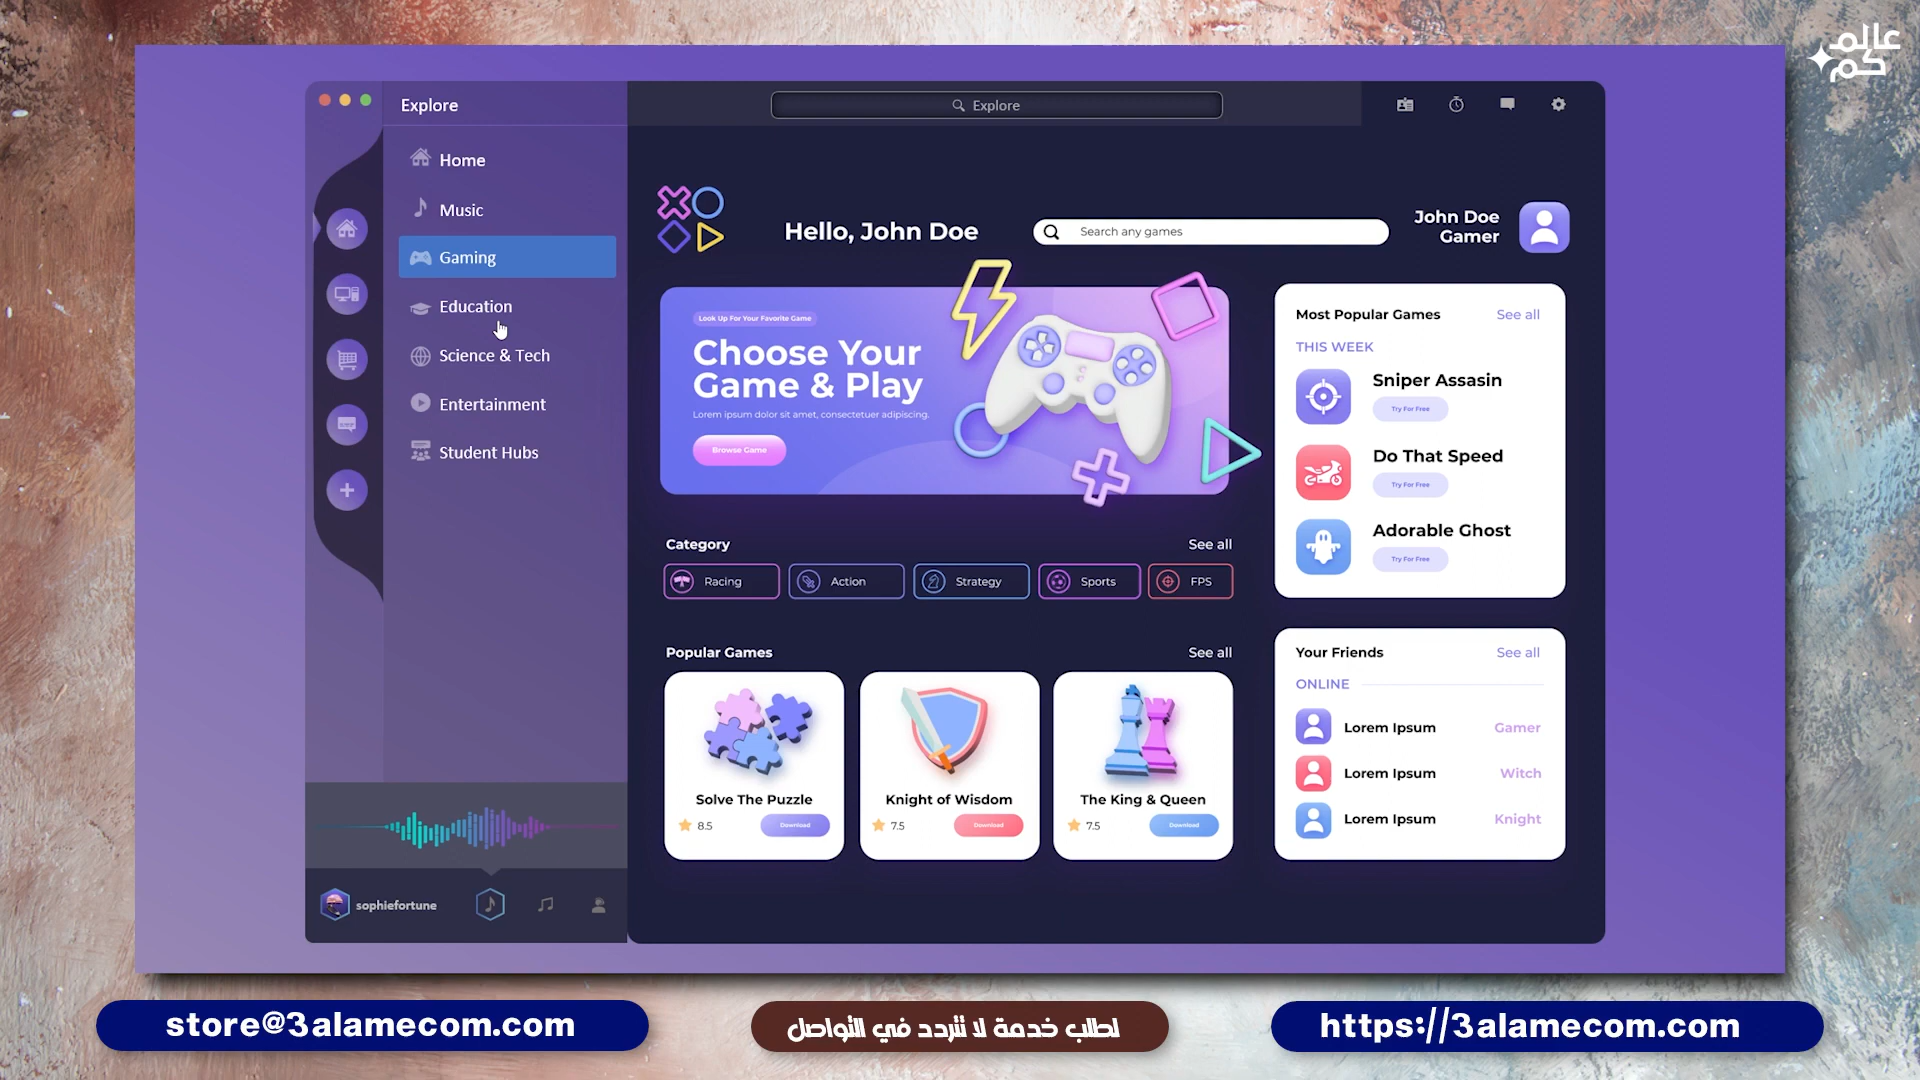 عالم
كم
Explore
Explore
Home
Music
Gaming
Education
Science & Tech
Entertainment
Student Hubs
sophiefortune
Hello, John Doe
Search any games
John Doe
Gamer
Look Up For Your Favorite Game
Choose Your
Game & Play
Lorem ipsum dolor sit amet, consectetuer adipiscing.
Browse Game
Category
See all
Racing
Action
Strategy
Sports
FPS
Popular Games
See all
Solve The Puzzle
8.5
Download
Knight of Wisdom
7.5
Download
The King & Queen
7.5
Download
Most Popular Games
See all
THIS WEEK
Sniper Assasin
Try For Free
Do That Speed
Try For Free
Adorable Ghost
Try For Free
Your Friends
See all
ONLINE
Lorem Ipsum
Gamer
Lorem Ipsum
Witch
Lorem Ipsum
Knight
store@3alamecom.com
لطلب خدمة لا تتردد في التواصل
https://3alamecom.com